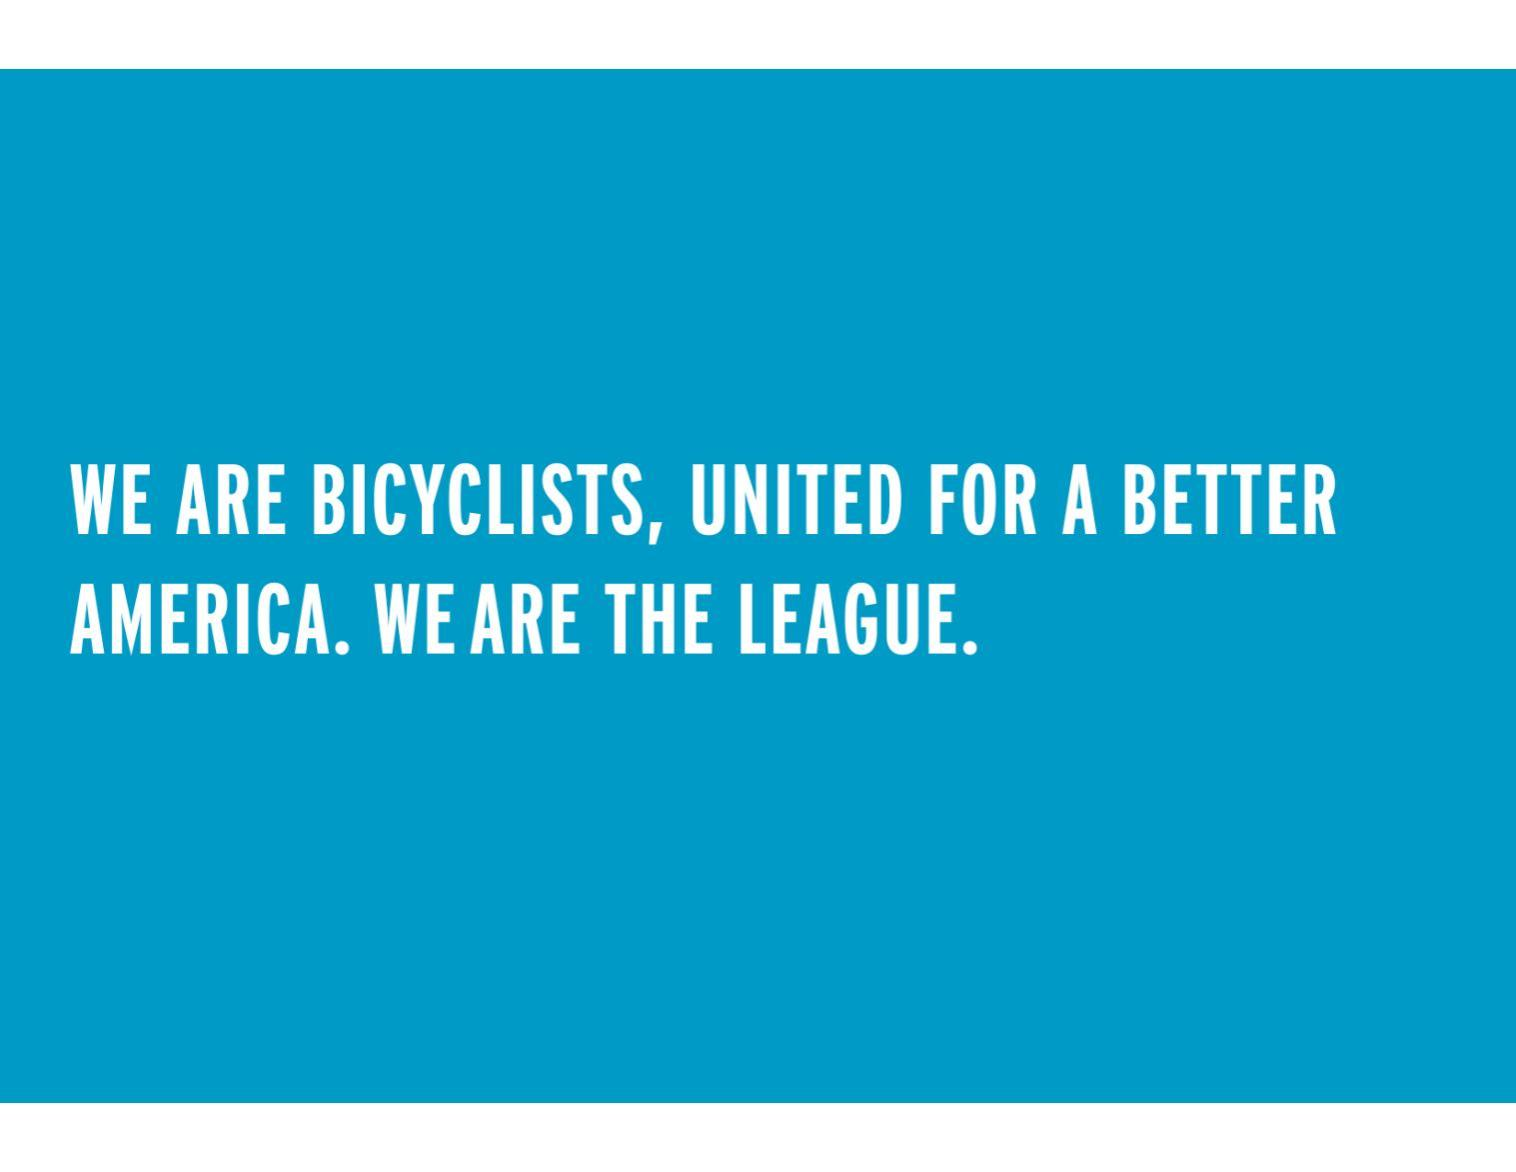 WE ARE BICYCLISTS, UNITED FOR A BETTER
AMERICA. WE ARE THE LEAGUE.